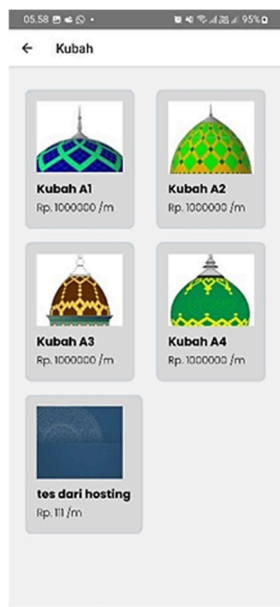 05.58
95%
Kubah
Kubah A1
Rp. 1000000 /m
Kubah A2
Rp. 1000000 /m
Kubah A3
Rp. 1000000 /m
Kubah A4
Rp. 1000000 /m
tes dari hosting
Rp. 111 /m